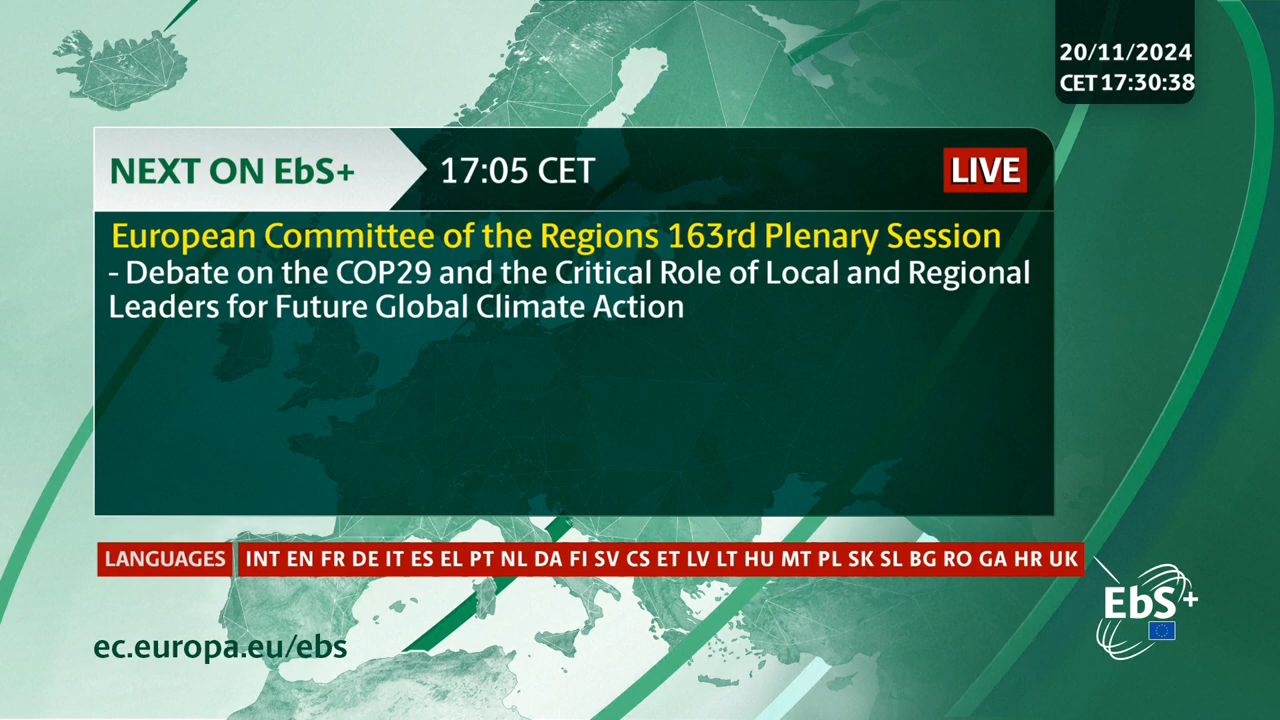 20/11/2024
CET 17:30:38
NEXT ON EbS+
17:05 CET
LIVE
European Committee of the Regions 163rd Plenary Session
- Debate on the COP29 and the Critical Role of Local and Regional
Leaders for Future Global Climate Action
LANGUAGES
INT EN FR DE IT ES EL PT NL DA FI SV CS ET LV LT HU MT PL SK SL BG RO GA HR UK
EbS+
ec.europa.eu/ebs